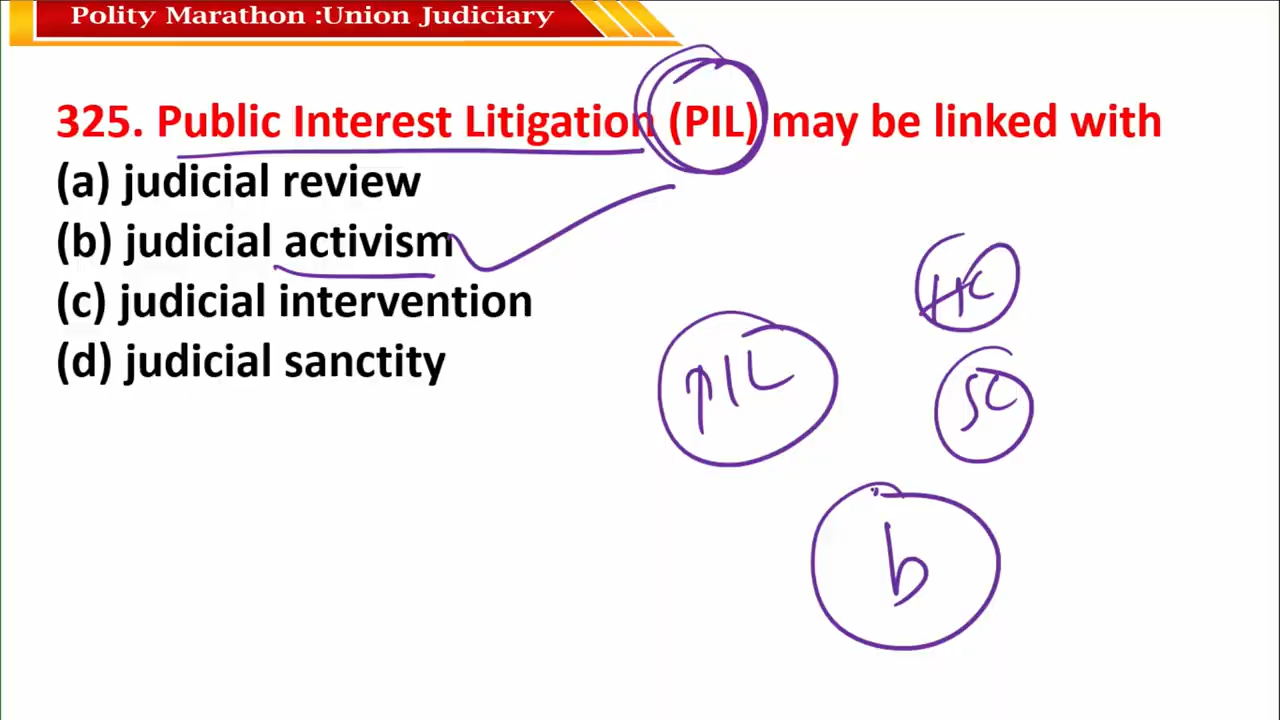 Polity Marathon :Union Judiciary
325. Public Interest Litigation (PIL) may be linked with
(a) judicial review
(b) judicial activism
(c) judicial intervention
(d) judicial sanctity
HC
PIL
SC
b